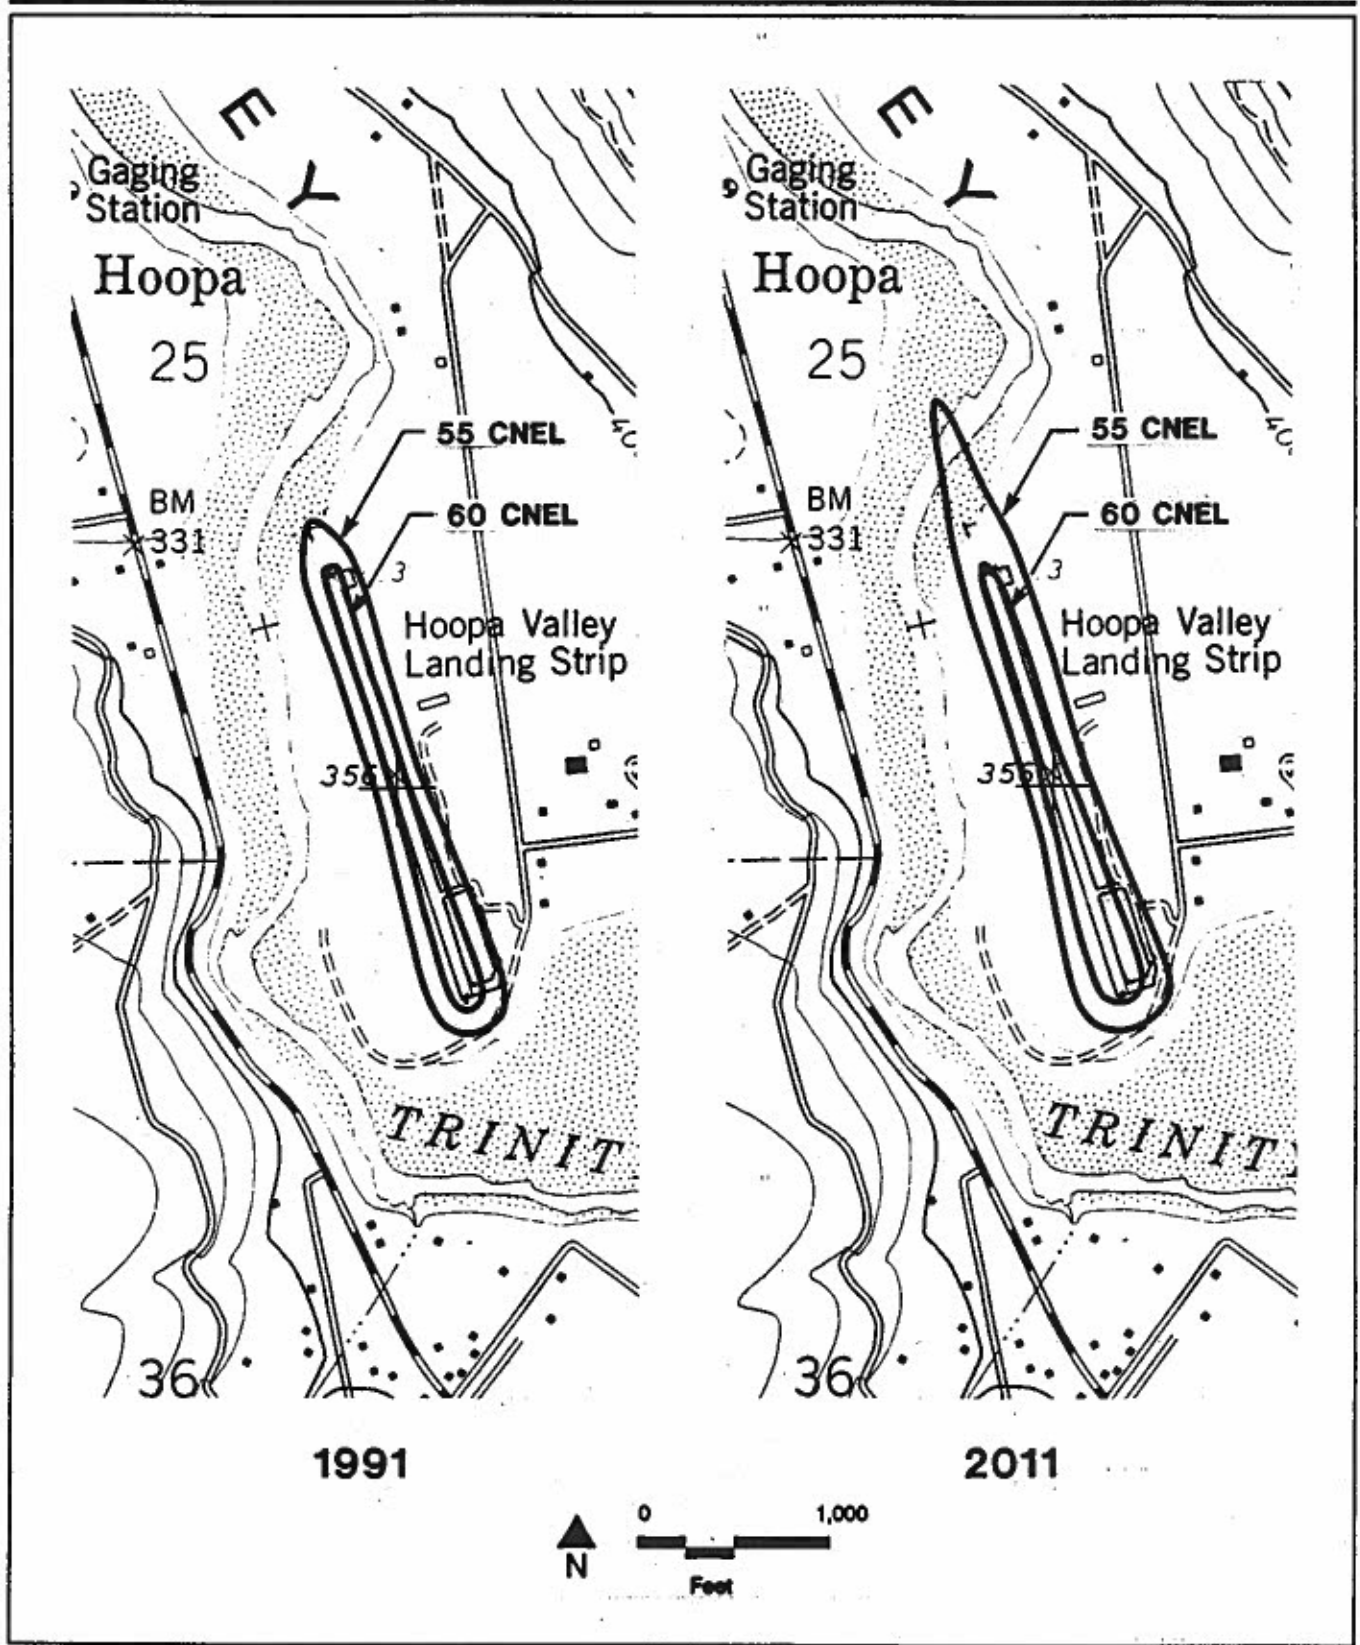 E
Y
Gaging
Station
Hoopa
25
55 CNEL
BM
331
60 CNEL
3
Hoopa Valley
Landing Strip
356
TRINIT
36
1991
E
Y
Gaging
Station
Hoopa
25
55 CNEL
40
BM
331
60 CNEL
3
Hoopa Valley
Landing Strip
356
TRINIT
36
2011
0 1,000
N
Feet